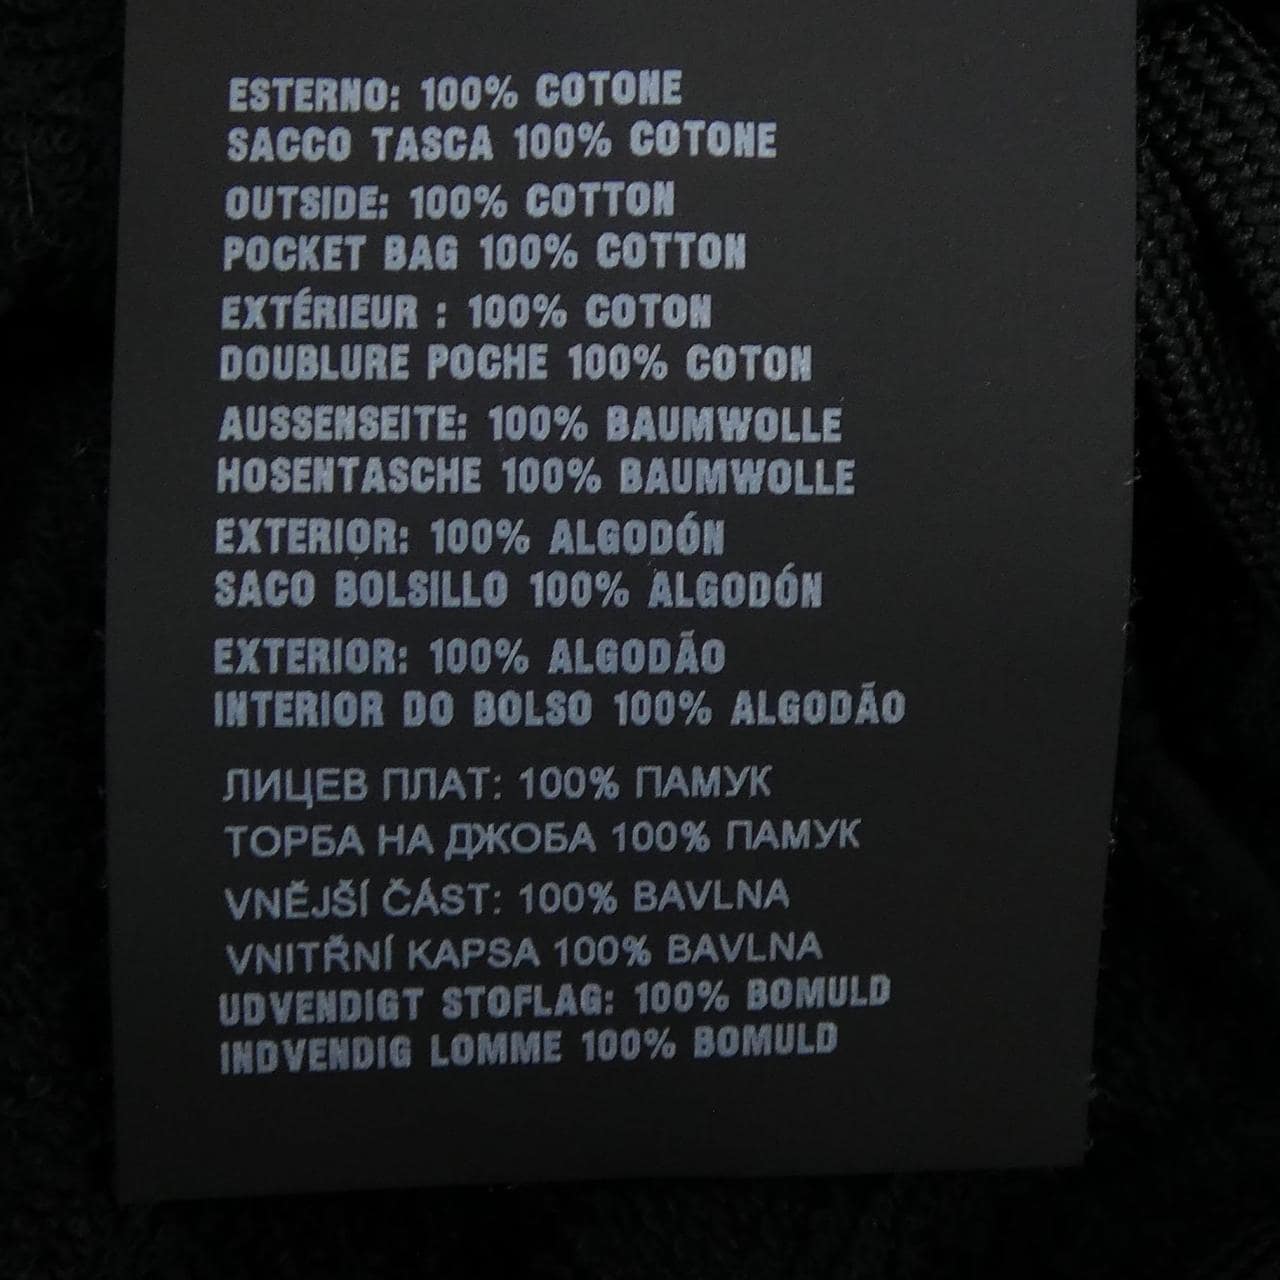 ESTERNO: 100% COTONE
SACCO TASCA 100% COTONE
OUTSIDE: 100% COTTON
POCKET BAG 100% COTTON
EXTÉRIEUR : 100% COTON
DOUBLURE POCHE 100% COTON
AUSSENSEITE: 100% BAUMWOLLE
HOSENTASCHE 100% BAUMWOLLE
EXTERIOR: 100% ALGODÓN
SACO BOLSILLO 100% ALGODÓN
EXTERIOR: 100% ALGODÃO
INTERIOR DO BOLSO 100% ALGODÃO
ЛИЦЕВ ПЛАТ: 100% ПАМУК
ТОРБА НА ДЖОБА 100% ПАМУК
VNĚJŠÍ ČÁST: 100% BAVLNA
VNITŘNÍ KAPSA 100% BAVLNA
UDVENDIGT STOFLAG: 100% BOMULD
INDVENDIG LOMME 100% BOMULD